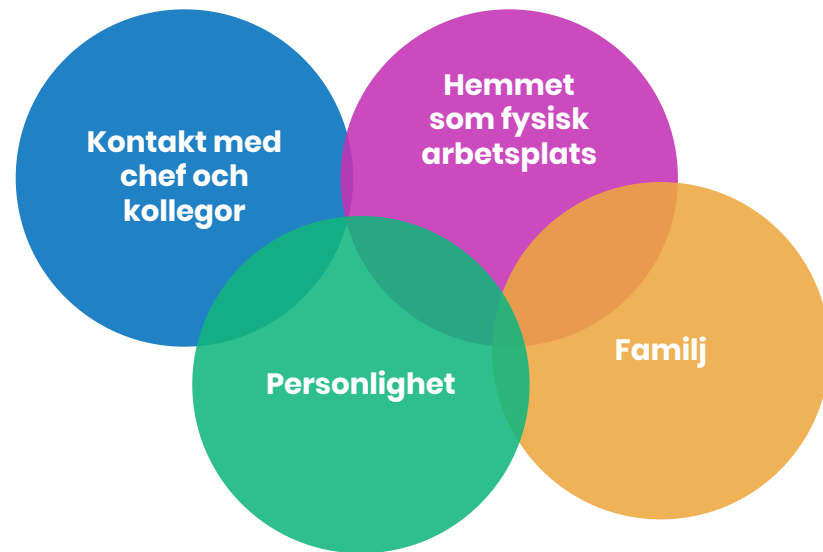 Kontakt med
chef och
kollegor
Hemmet
som fysisk
arbetsplats
Personlighet
Familj